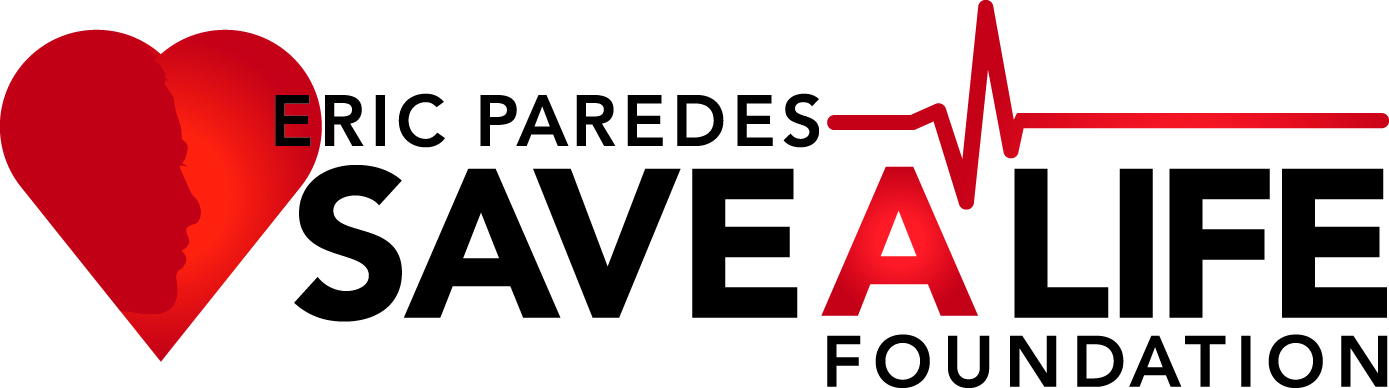 ERIC PAREDES
SAVE A LIFE
FOUNDATION